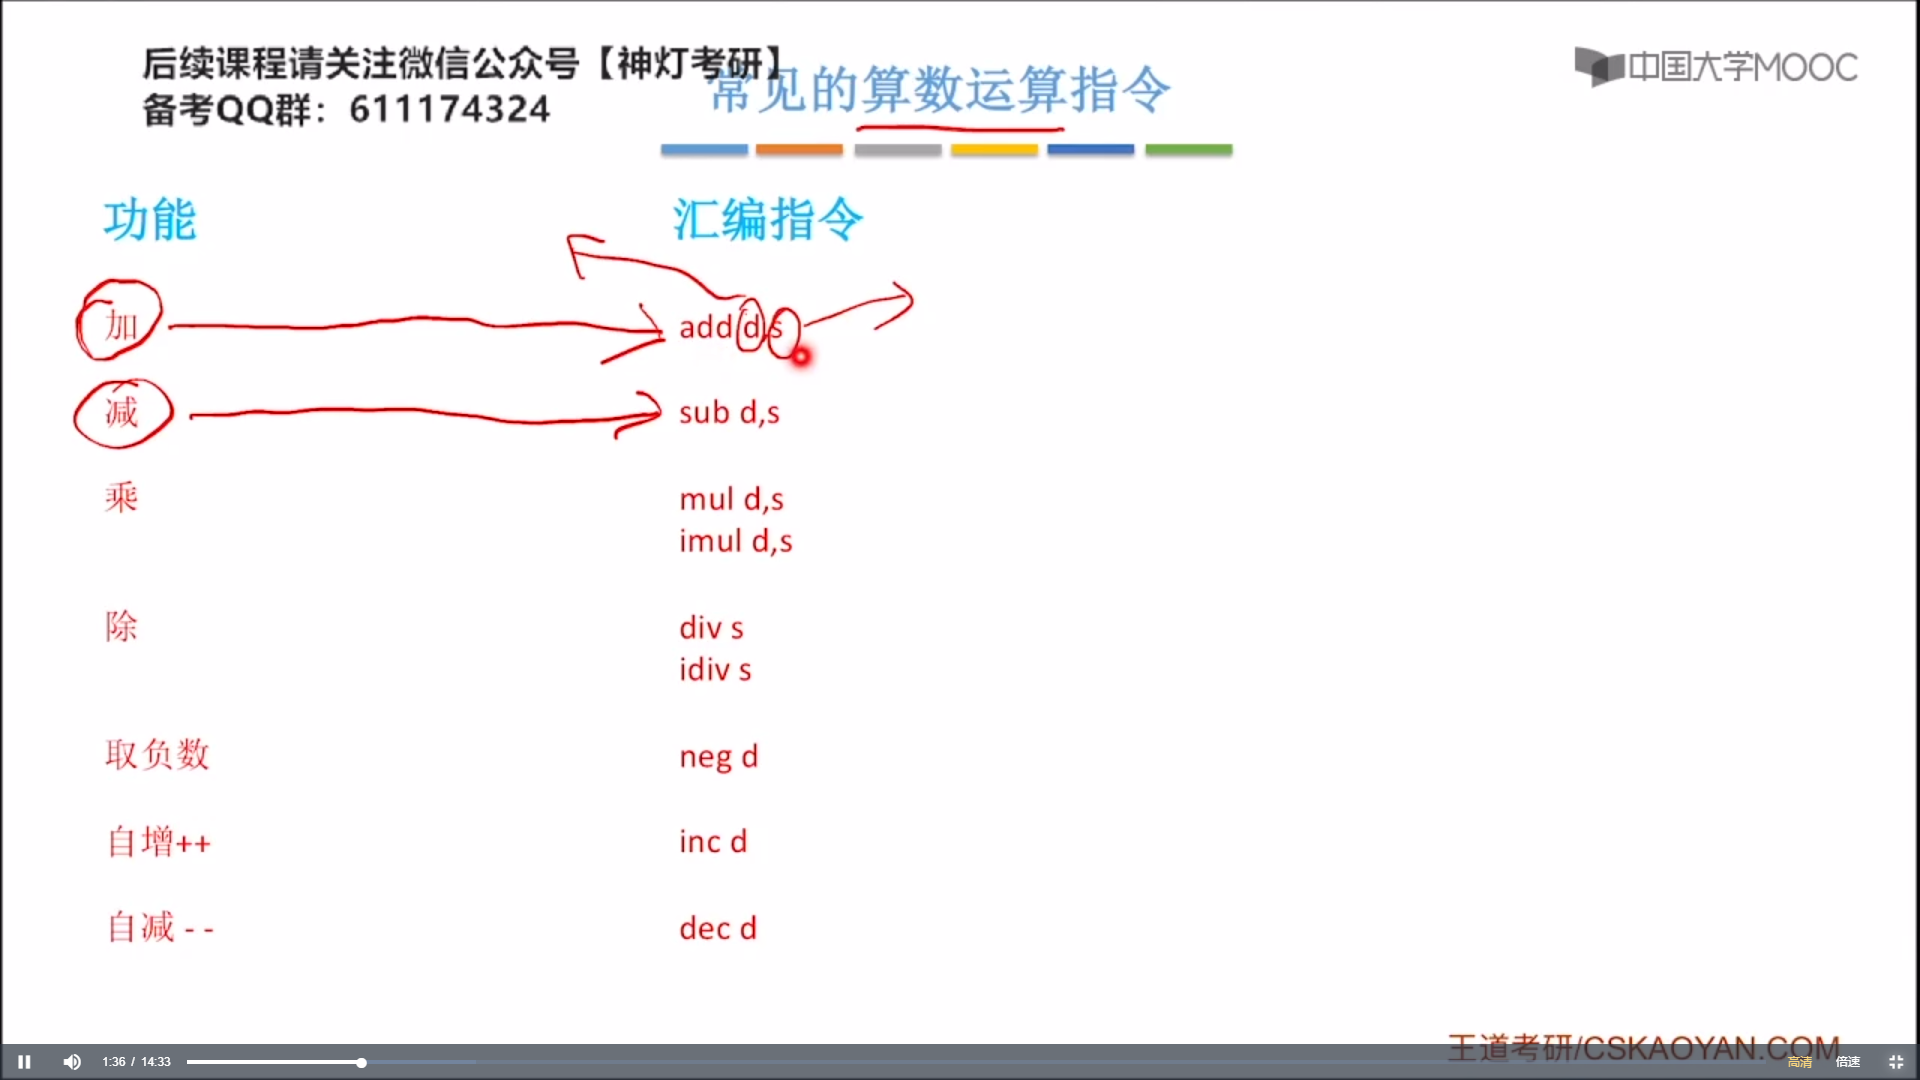 后续课程请关注微信公众号【神灯考研】
备考QQ群：611174324
中国大学MOOC
常见的算数运算指令
功能
汇编指令
加
add d,s
减
sub d,s
乘
mul d,s
imul d,s
除
div s
idiv s
取负数
neg d
自增++
inc d
自减 - -
dec d
王道考研/CSKAOYAN.COM
1:36 / 14:33
高清
倍速